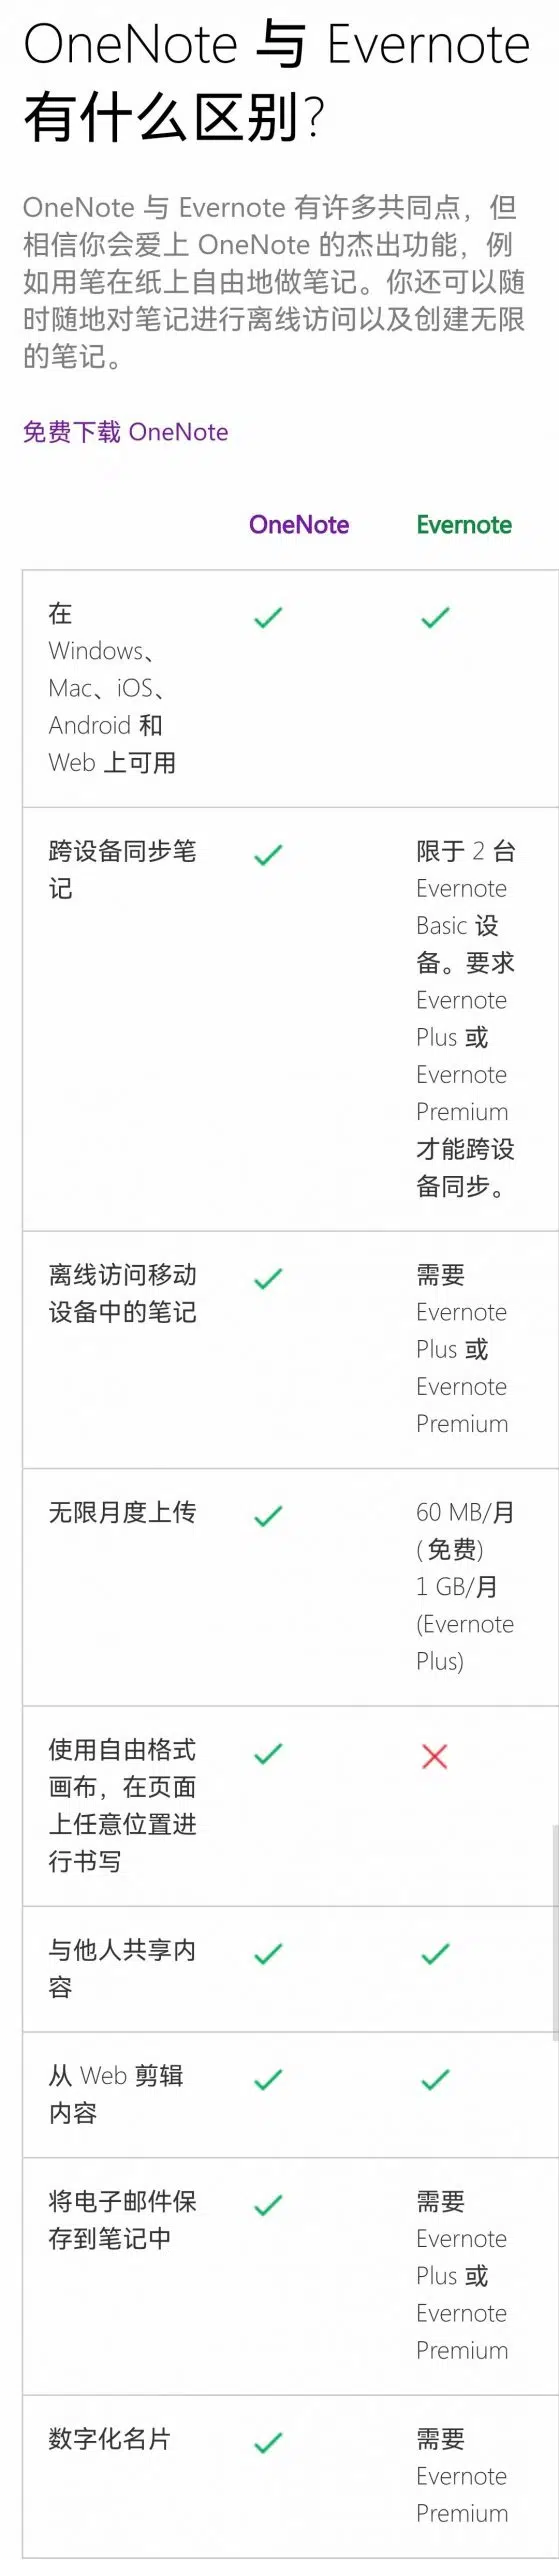 OneNote 与 Evernote
有什么区别?
OneNote 与 Evernote 有许多共同点，但
相信你会爱上 OneNote 的杰出功能，例
如用笔在纸上自由地做笔记。你还可以随
时随地对笔记进行离线访问以及创建无限
的笔记。
免费下载 OneNote
OneNote Evernote
在
Windows、
Mac、iOS、
Android 和
Web 上可用
跨设备同步笔
记
限于 2 台
Evernote
Basic 设
备。要求
Evernote
Plus 或
Evernote
Premium
才能跨设
备同步。
离线访问移动
设备中的笔记
需要
Evernote
Plus 或
Evernote
Premium
无限月度上传
60 MB/月
(免费)
1 GB/月
(Evernote
Plus)
使用自由格式
画布，在页面
上任意位置进
行书写
与他人共享内
容
从 Web 剪辑
内容
将电子邮件保
存到笔记中
需要
Evernote
Plus 或
Evernote
Premium
数字化名片
需要
Evernote
Premium